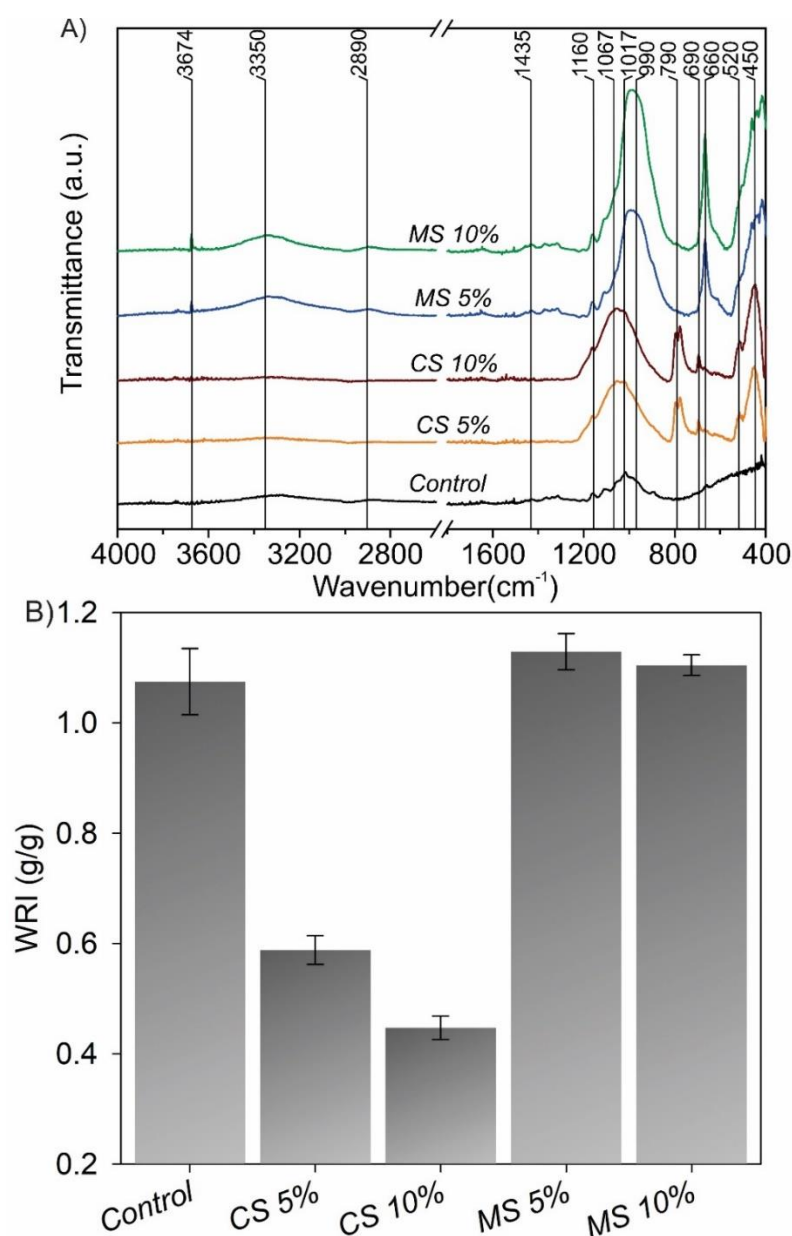 A)
3674
3350
2890
1435
1160
1067
1017
990
790
690
660
520
450
Transmittance (a.u.)
MS 10%
MS 5%
CS 10%
CS 5%
Control
4000 3600 3200 2800 1600 1200 800 400
Wavenumber(cm⁻¹)
B)
1.2
1.0
0.8
0.6
0.4
0.2
WRI (g/g)
Control CS 5% CS 10% MS 5% MS 10%